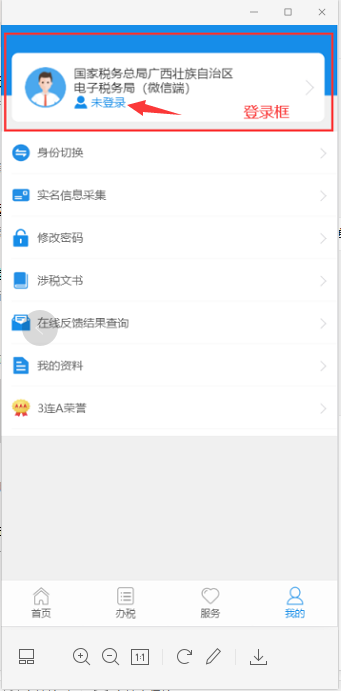 国家税务总局广西壮族自治区
电子税务局（微信端）
未登录
登录框
身份切换
实名信息采集
修改密码
涉税文书
在线反馈结果查询
我的资料
3连A荣誉
首页
办税
服务
我的
1:1